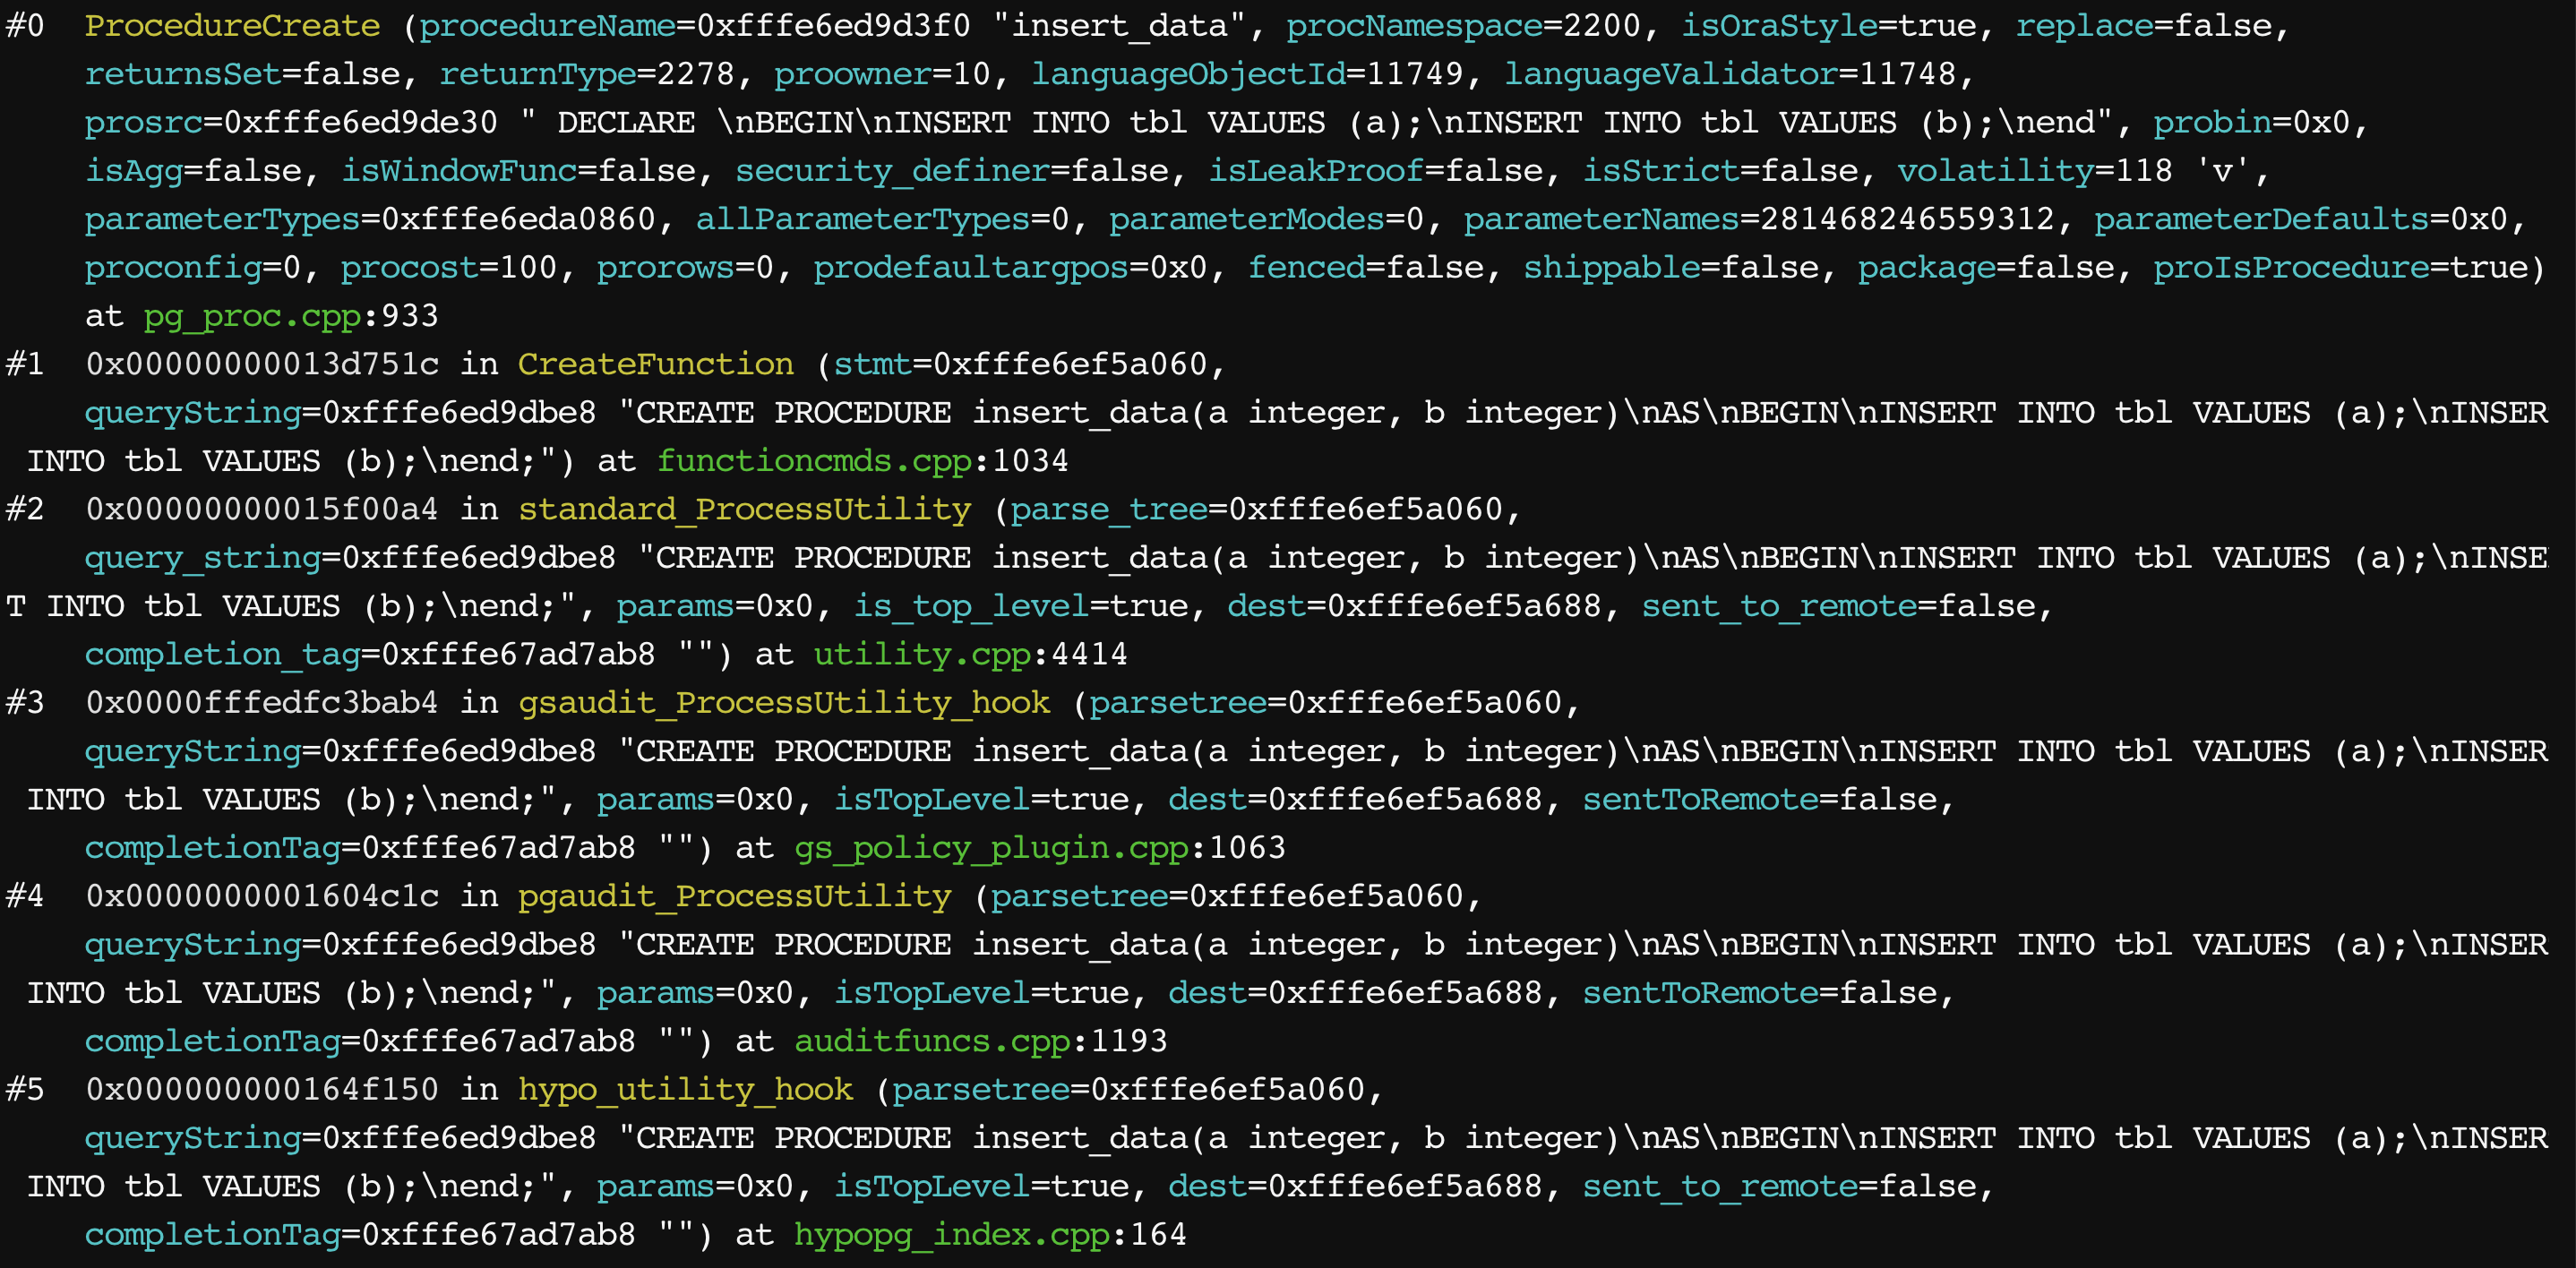 #0  ProcedureCreate (procedureName=0xfffe6ed9d3f0 "insert_data", procNamespace=2200, isOraStyle=true, replace=false,
    returnsSet=false, returnType=2278, proowner=10, languageObjectId=11749, languageValidator=11748,
    prosrc=0xfffe6ed9de30 " DECLARE \nBEGIN\nINSERT INTO tbl VALUES (a);\nINSERT INTO tbl VALUES (b);\nend", probin=0x0,
    isAgg=false, isWindowFunc=false, security_definer=false, isLeakProof=false, isStrict=false, volatility=118 'v',
    parameterTypes=0xfffe6eda0860, allParameterTypes=0, parameterModes=0, parameterNames=281468246559312, parameterDefaults=0x0,
    proconfig=0, procost=100, prorows=0, prodefaultargpos=0x0, fenced=false, shippable=false, package=false, proIsProcedure=true)
    at pg_proc.cpp:933
#1  0x00000000013d751c in CreateFunction (stmt=0xfffe6ef5a060,
    queryString=0xfffe6ed9dbe8 "CREATE PROCEDURE insert_data(a integer, b integer)\nAS\nBEGIN\nINSERT INTO tbl VALUES (a);\nINSER
 INTO tbl VALUES (b);\nend;") at functioncmds.cpp:1034
#2  0x00000000015f00a4 in standard_ProcessUtility (parse_tree=0xfffe6ef5a060,
    query_string=0xfffe6ed9dbe8 "CREATE PROCEDURE insert_data(a integer, b integer)\nAS\nBEGIN\nINSERT INTO tbl VALUES (a);\nINSE
T INTO tbl VALUES (b);\nend;", params=0x0, is_top_level=true, dest=0xfffe6ef5a688, sent_to_remote=false,
    completion_tag=0xfffe67ad7ab8 "") at utility.cpp:4414
#3  0x0000fffedfc3bab4 in gsaudit_ProcessUtility_hook (parsetree=0xfffe6ef5a060,
    queryString=0xfffe6ed9dbe8 "CREATE PROCEDURE insert_data(a integer, b integer)\nAS\nBEGIN\nINSERT INTO tbl VALUES (a);\nINSER
 INTO tbl VALUES (b);\nend;", params=0x0, isTopLevel=true, dest=0xfffe6ef5a688, sentToRemote=false,
    completionTag=0xfffe67ad7ab8 "") at gs_policy_plugin.cpp:1063
#4  0x0000000001604c1c in pgaudit_ProcessUtility (parsetree=0xfffe6ef5a060,
    queryString=0xfffe6ed9dbe8 "CREATE PROCEDURE insert_data(a integer, b integer)\nAS\nBEGIN\nINSERT INTO tbl VALUES (a);\nINSER
 INTO tbl VALUES (b);\nend;", params=0x0, isTopLevel=true, dest=0xfffe6ef5a688, sentToRemote=false,
    completionTag=0xfffe67ad7ab8 "") at auditfuncs.cpp:1193
#5  0x000000000164f150 in hypo_utility_hook (parsetree=0xfffe6ef5a060,
    queryString=0xfffe6ed9dbe8 "CREATE PROCEDURE insert_data(a integer, b integer)\nAS\nBEGIN\nINSERT INTO tbl VALUES (a);\nINSER
 INTO tbl VALUES (b);\nend;", params=0x0, isTopLevel=true, dest=0xfffe6ef5a688, sent_to_remote=false,
    completionTag=0xfffe67ad7ab8 "") at hypopg_index.cpp:164